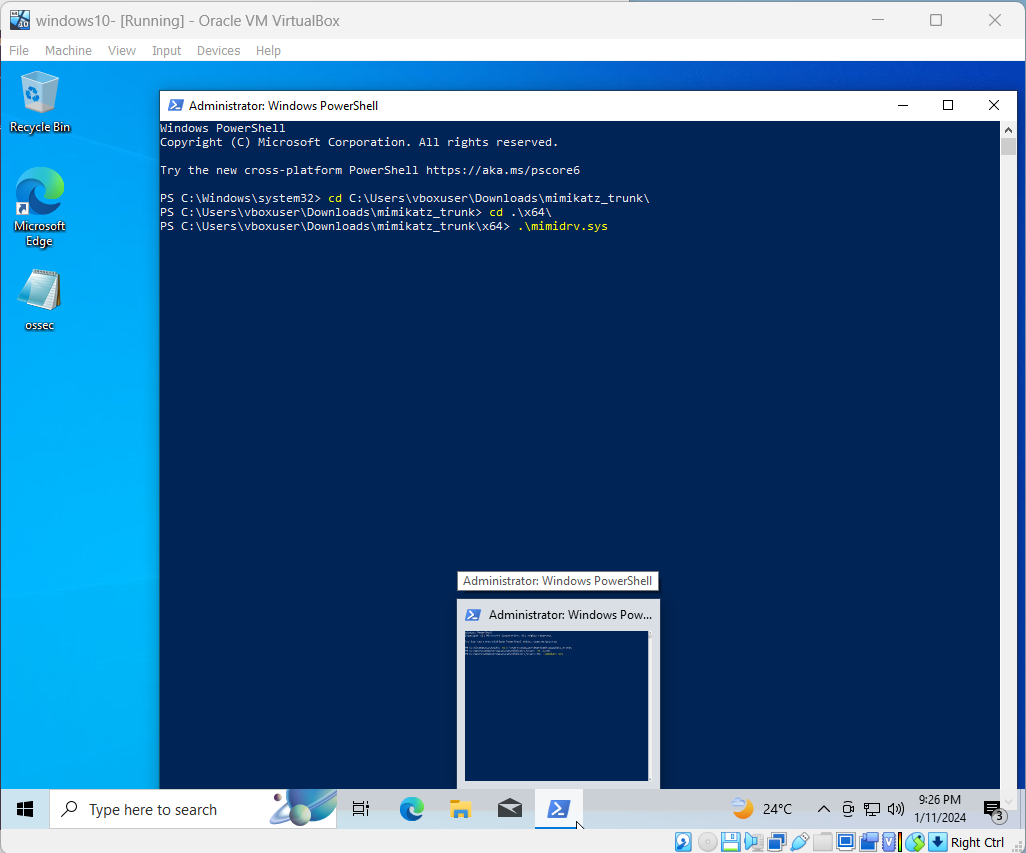 windows10- [Running] - Oracle VM VirtualBox
File Machine View Input Devices Help
Recycle Bin
Microsoft
Edge
ossec
Administrator: Windows PowerShell
Windows PowerShell
Copyright (C) Microsoft Corporation. All rights reserved.
Try the new cross-platform PowerShell https://aka.ms/pscore6
PS C:\Windows\system32> cd C:\Users\vboxuser\Downloads\mimikatz_trunk\
PS C:\Users\vboxuser\Downloads\mimikatz_trunk> cd .\x64\
PS C:\Users\vboxuser\Downloads\mimikatz_trunk\x64> .\mimidrv.sys
Administrator: Windows PowerShell
Administrator: Windows Pow...
Type here to search
24°C
9:26 PM
1/11/2024
3
Right Ctrl